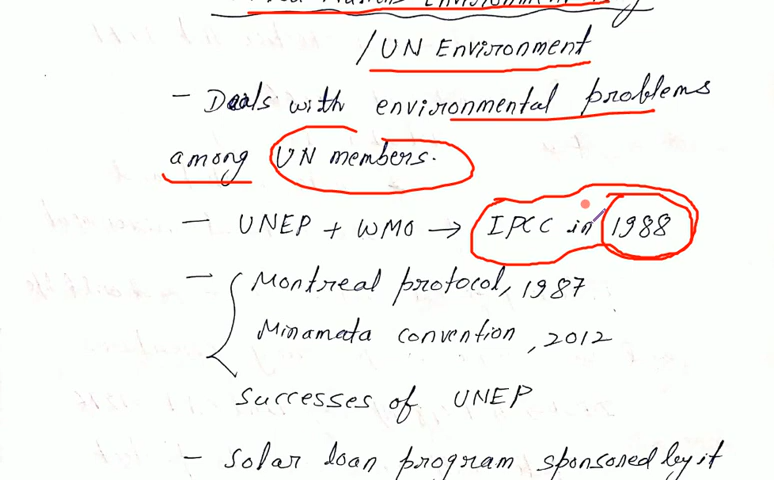 /UN Environment
- Deals with environmental problems
among UN members.
- UNEP + WMO → IPCC in 1988
- Montreal protocol, 1987
Minamata convention, 2012
Successes of UNEP
- Solar loan program sponsored by it